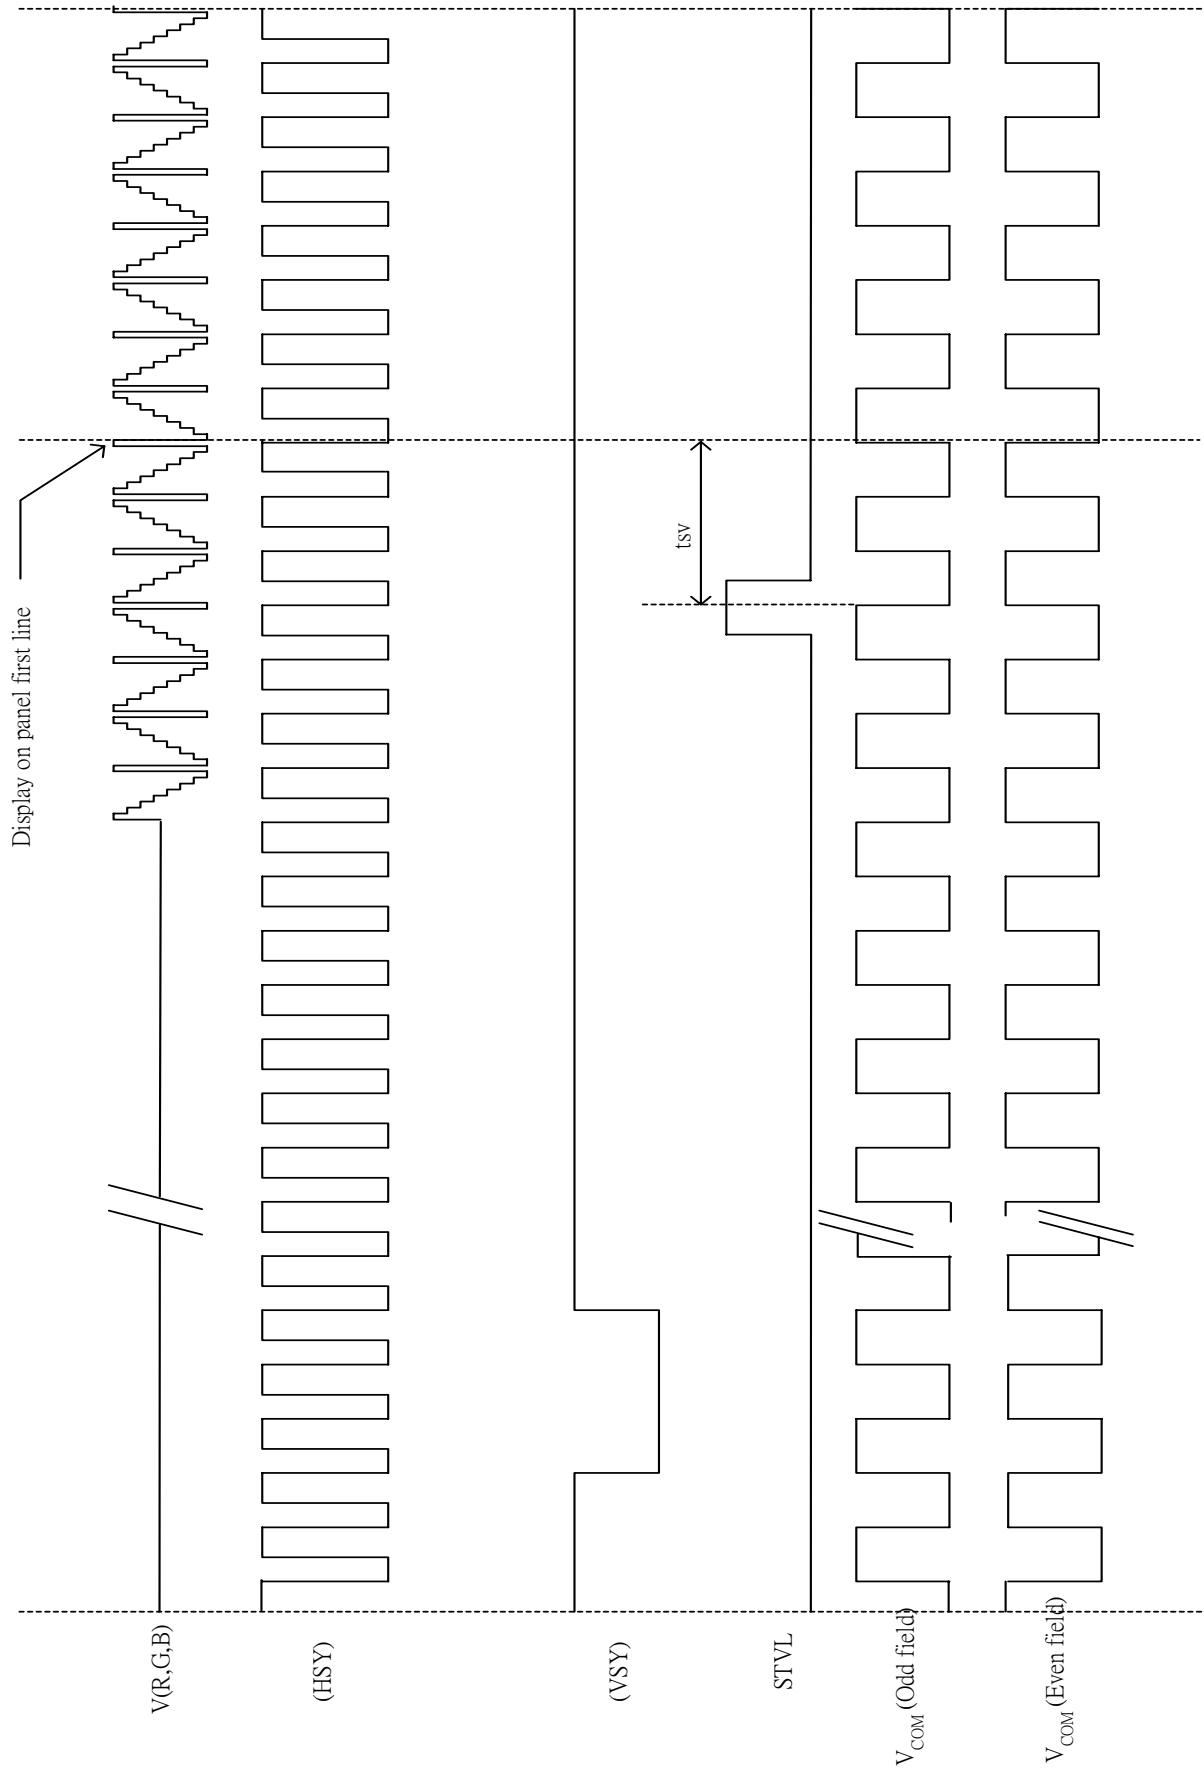 Display on panel first line
V(R,G,B)
(HSY)
(VSY)
tsv
STVL
VCOM (Odd field)
VCOM (Even field)